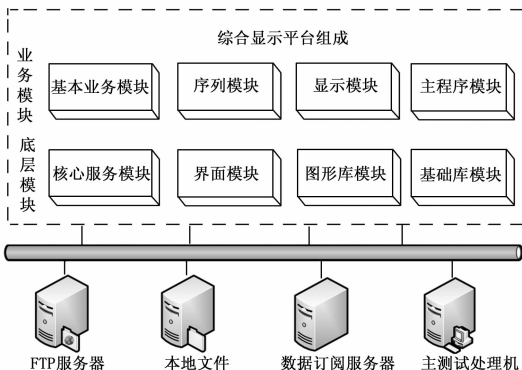 综合显示平台组成
业务模块
基本业务模块
序列模块
显示模块
主程序模块
底层模块
核心服务模块
界面模块
图形库模块
基础库模块
FTP服务器
本地文件
数据订阅服务器
主测试处理机